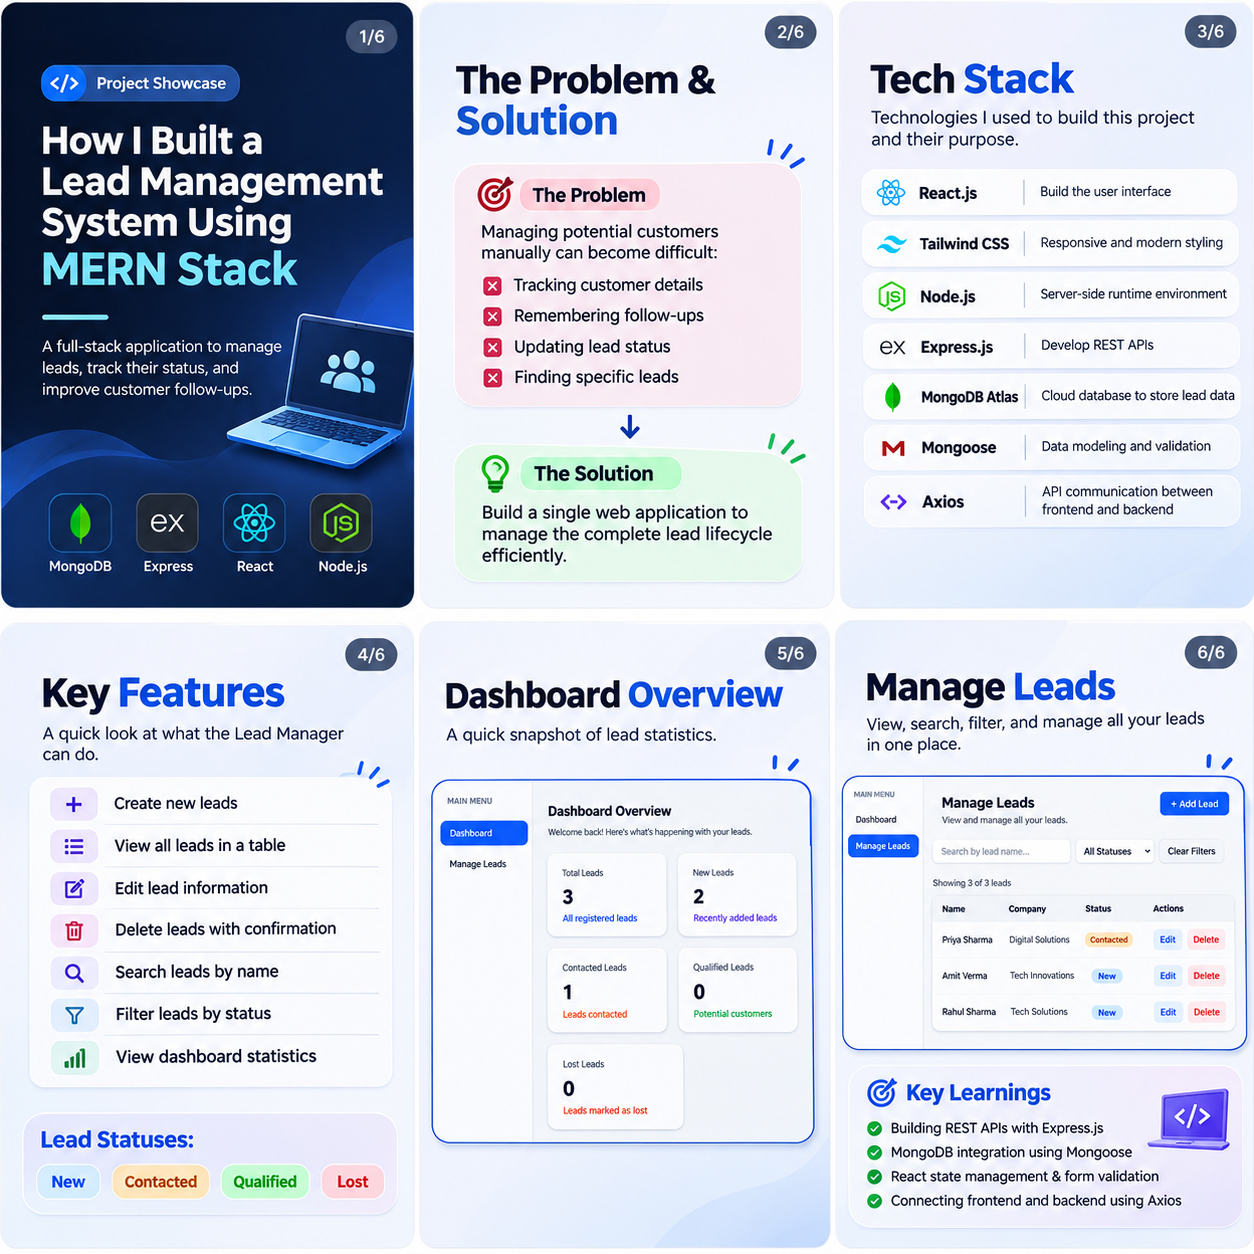 1/6
</> Project Showcase
How I Built a
Lead Management
System Using
MERN Stack
A full-stack application to manage
leads, track their status, and
improve customer follow-ups.
MongoDB
ex
Express
React
JS
Node.js
2/6
The Problem &
Solution
The Problem
Managing potential customers
manually can become difficult:
Tracking customer details
Remembering follow-ups
Updating lead status
Finding specific leads
The Solution
Build a single web application to
manage the complete lead lifecycle
efficiently.
3/6
Tech Stack
Technologies I used to build this project
and their purpose.
React.js Build the user interface
Tailwind CSS Responsive and modern styling
JS Node.js Server-side runtime environment
ex Express.js Develop REST APIs
MongoDB Atlas Cloud database to store lead data
M Mongoose Data modeling and validation
Axios API communication between
frontend and backend
4/6
Key Features
A quick look at what the Lead Manager
can do.
Create new leads
View all leads in a table
Edit lead information
Delete leads with confirmation
Search leads by name
Filter leads by status
View dashboard statistics
Lead Statuses:
New Contacted Qualified Lost
5/6
Dashboard Overview
A quick snapshot of lead statistics.
MAIN MENU
Dashboard
Manage Leads
Dashboard Overview
Welcome back! Here's what's happening with your leads.
Total Leads
3
All registered leads
New Leads
2
Recently added leads
Contacted Leads
1
Leads contacted
Qualified Leads
0
Potential customers
Lost Leads
0
Leads marked as lost
6/6
Manage Leads
View, search, filter, and manage all your leads
in one place.
MAIN MENU
Dashboard
Manage Leads
Manage Leads
View and manage all your leads.
+ Add Lead
Search by lead name... All Statuses Clear Filters
Showing 3 of 3 leads
Name Company Status Actions
Priya Sharma Digital Solutions Contacted Edit Delete
Amit Verma Tech Innovations New Edit Delete
Rahul Sharma Tech Solutions New Edit Delete
Key Learnings
Building REST APIs with Express.js
MongoDB integration using Mongoose
React state management & form validation
Connecting frontend and backend using Axios
</>